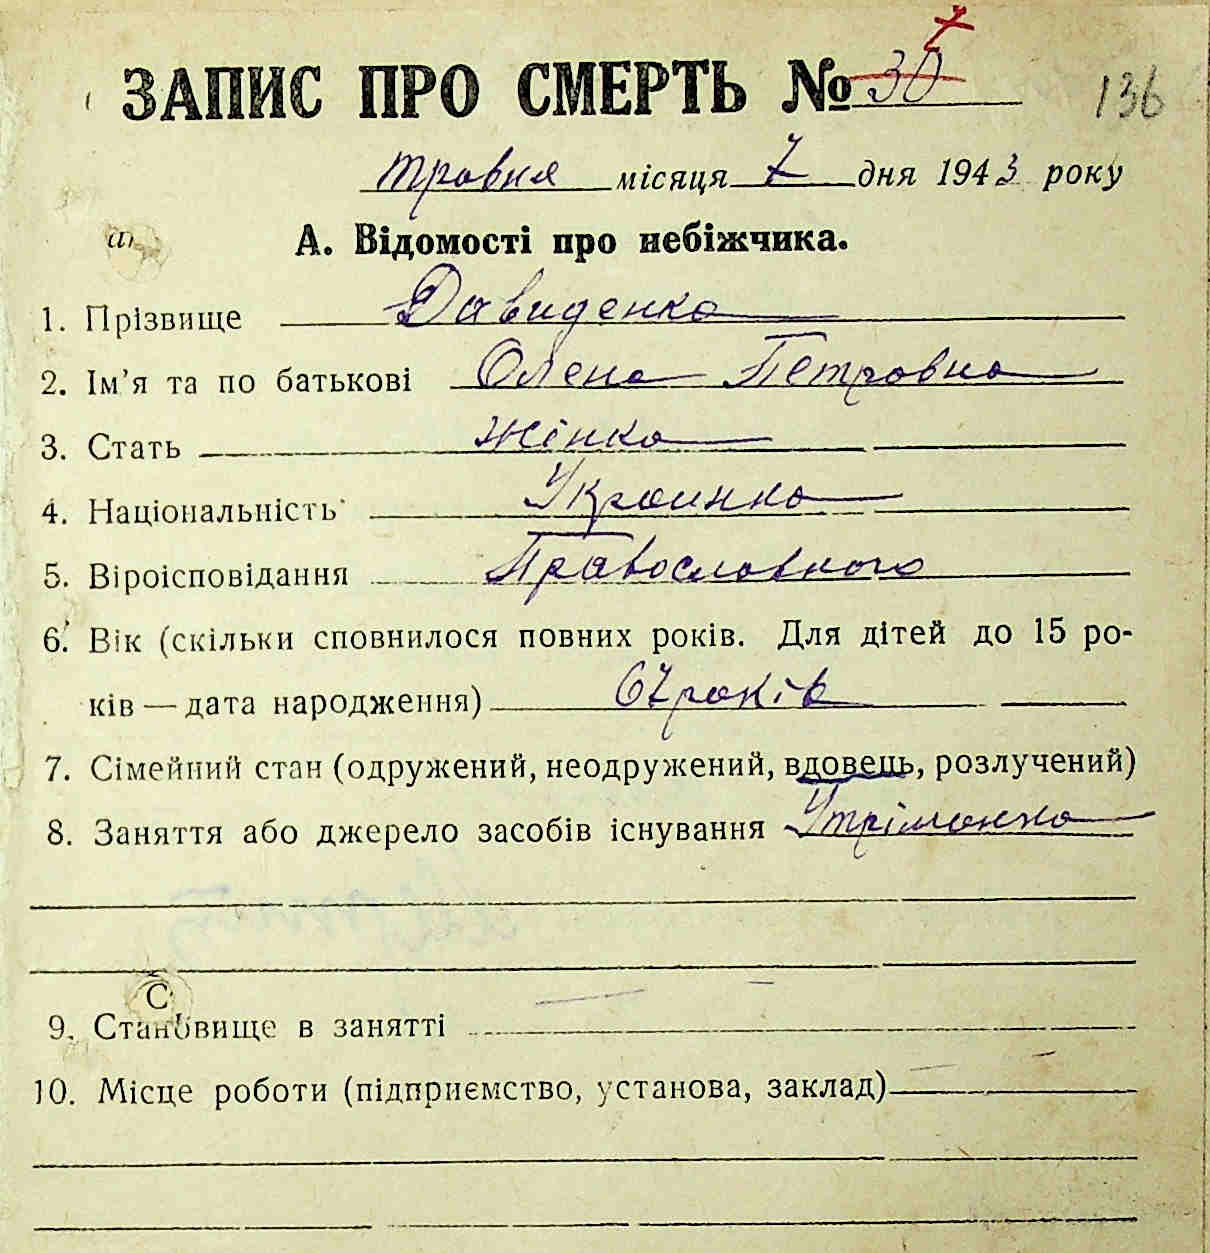 ЗАПИС ПРО СМЕРТЬ № 30 7
136
травня місяця 7 дня 1943 року
А. Відомості про небіжчика.
1. Прізвище Давиденко
2. Ім’я та по батькові Олена Петровна
3. Стать жінка
4. Національність Украинка
5. Віроісповідання Православного
6. Вік (скільки сповнилося повних років. Для дітей до 15 ро-
ків — дата народження) 67 років
7. Сімейний стан (одружений, неодружений, вдовець, розлучений)
8. Заняття або джерело засобів існування Утріманка
9. Становище в занятті —
10. Місце роботи (підприємство, установа, заклад) —